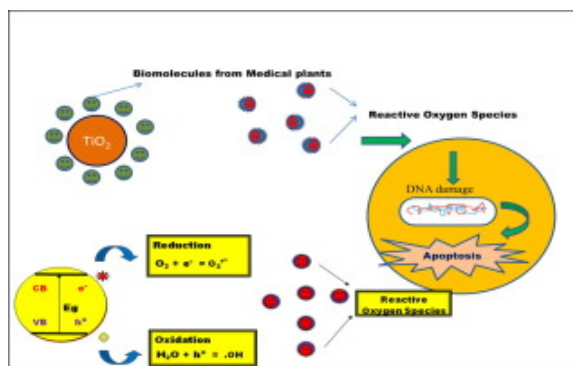 Biomolecules from Medical plants
Reactive Oxygen Species
TiO₂
DNA damage
Apoptosis
Reduction
O₂ + e⁻ = O₂•⁻
CB e⁻
Eg
VB h⁺
Reactive
Oxygen Species
Oxidation
H₂O + h⁺ = .OH